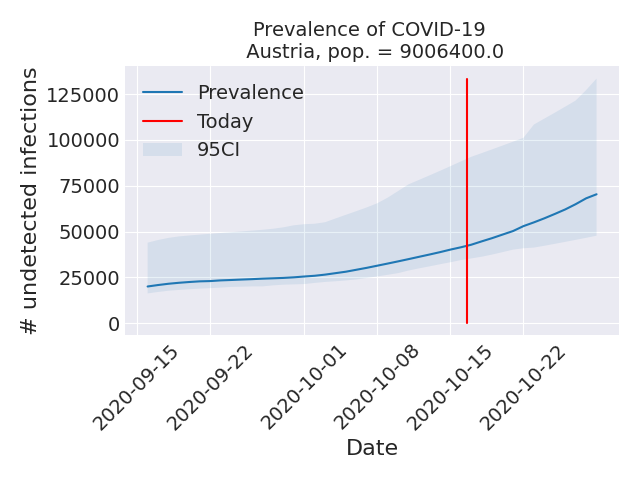 Prevalence of COVID-19
Austria, pop. = 9006400.0
# undetected infections
125000
100000
75000
50000
25000
0
Prevalence
Today
95CI
2020-09-15
2020-09-22
2020-10-01
2020-10-08
2020-10-15
2020-10-22
Date